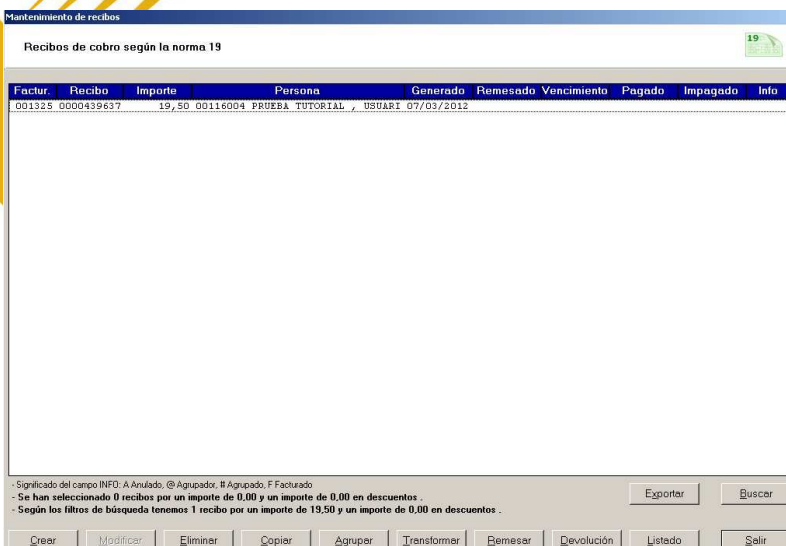 Mantenimiento de recibos
Recibos de cobro según la norma 19
19
Factur. Recibo Importe Persona Generado Remesado Vencimiento Pagado Impagado Info
001325 0000439637 19,50 00116004 PRUEBA TUTORIAL , USUARI 07/03/2012
- Significado del campo INFO: A Anulado, @ Agrupador, # Agrupado, F Facturado
- Se han seleccionado 0 recibos por un importe de 0,00 y un importe de 0,00 en descuentos .
- Según los filtros de búsqueda tenemos 1 recibo por un importe de 19,50 y un importe de 0,00 en descuentos .
Exportar Buscar
Crear Modificar Eliminar Copiar Agrupar Transformar Remesar Devolución Listado Salir